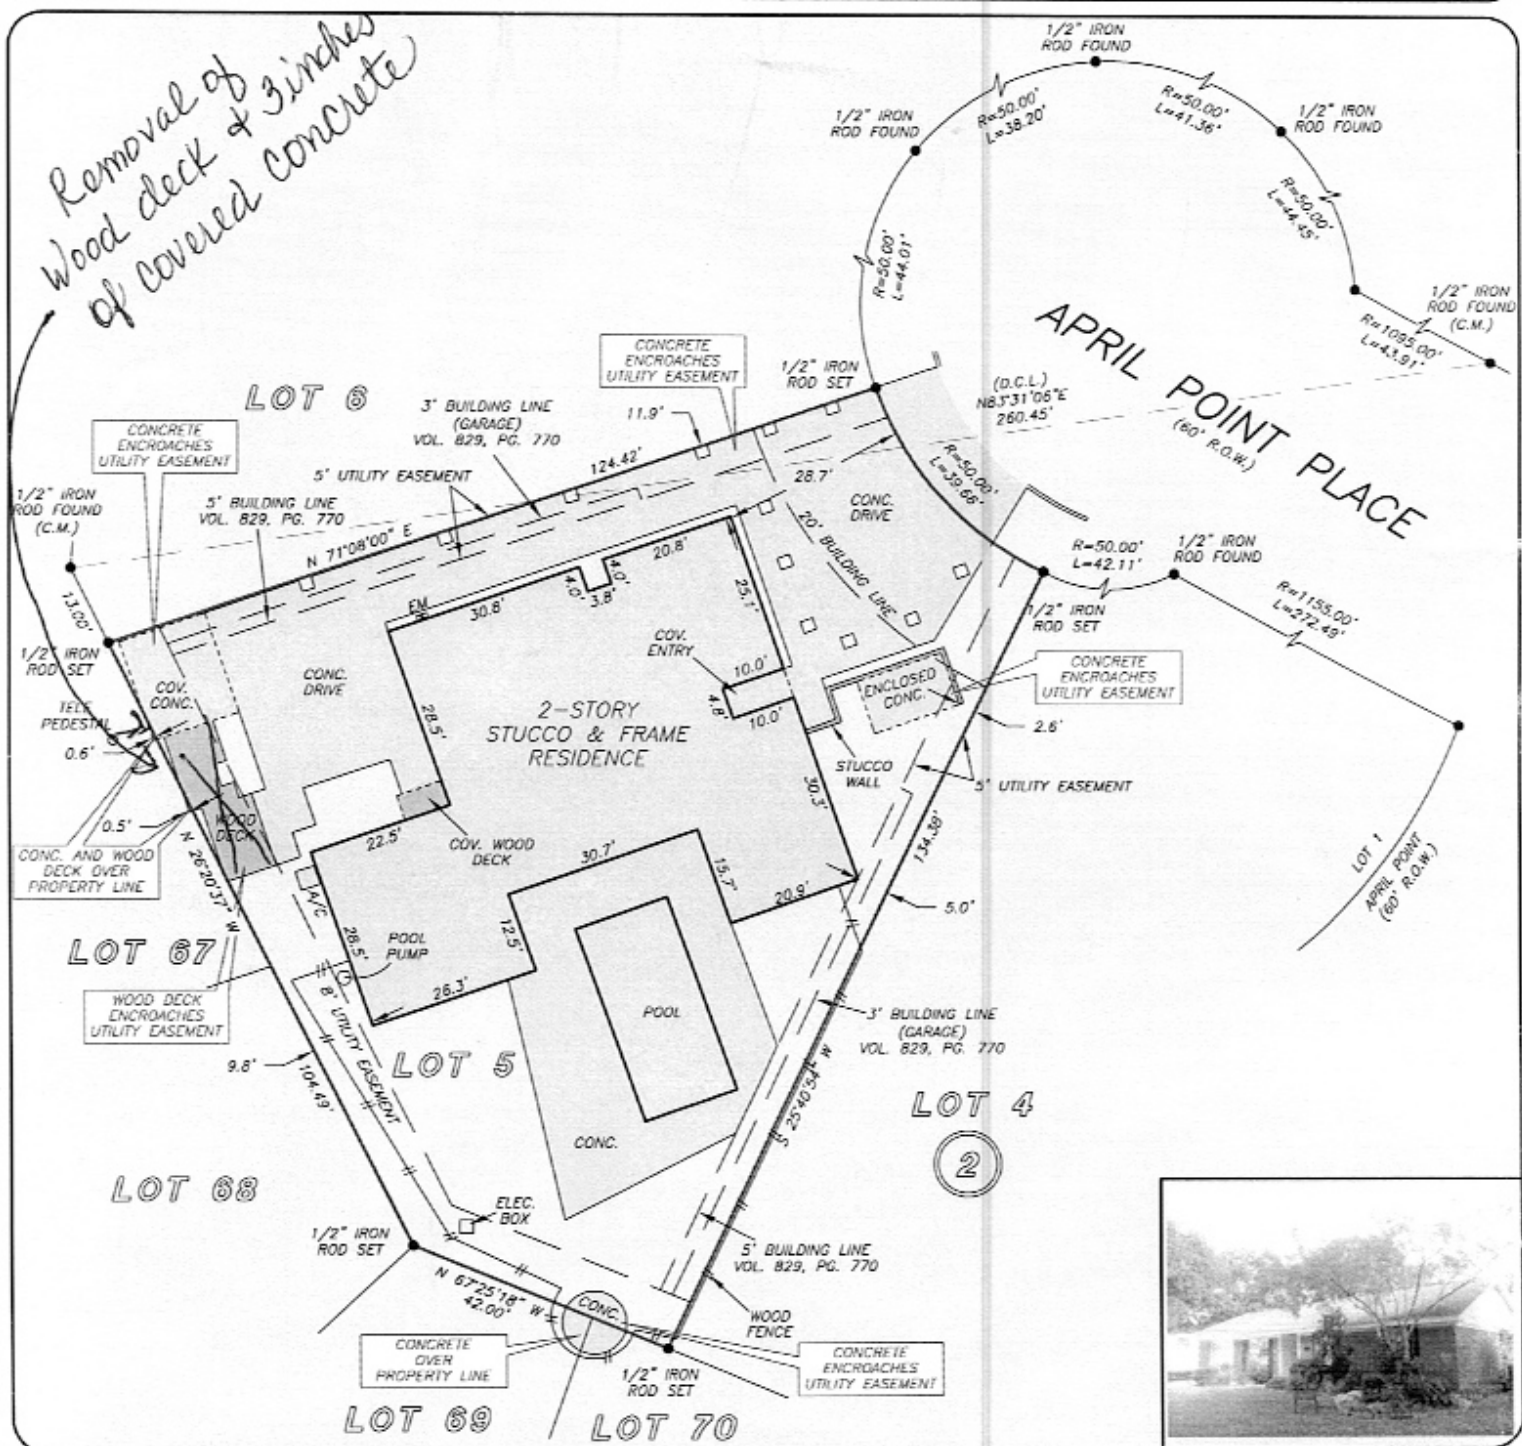 Removal of
Wood deck & 3 inches
of covered concrete
1/2" IRON
ROD FOUND
1/2" IRON
ROD FOUND
R=50.00'
L=38.20'
R=50.00'
L=41.36'
1/2" IRON
ROD FOUND
R=50.00'
L=44.45'
R=50.00'
L=44.01'
1/2" IRON
ROD FOUND
(C.M.)
R=1095.00'
L=43.91'
APRIL POINT PLACE
(60' R.O.W.)
(D.C.L.)
N83°31'06"E
260.45'
1/2" IRON
ROD SET
CONCRETE
ENCROACHES
UTILITY EASEMENT
LOT 6
11.9'
3' BUILDING LINE
(GARAGE)
VOL. 829, PG. 770
124.42'
CONCRETE
ENCROACHES
UTILITY EASEMENT
5' UTILITY EASEMENT
5' BUILDING LINE
VOL. 829, PG. 770
1/2" IRON
ROD FOUND
(C.M.)
N 71°08'00" E
28.7'
CONC.
DRIVE
R=50.00'
L=39.66'
20' BUILDING LINE
R=50.00'
L=42.11'
1/2" IRON
ROD FOUND
R=1155.00'
L=272.49'
1/2" IRON
ROD SET
13.00'
1/2" IRON
ROD SET
20.8'
4.0'
4.0'
3.8'
30.8'
EM
25.1'
COV.
ENTRY
10.0'
4.8'
10.0'
ENCLOSED
CONC.
CONCRETE
ENCROACHES
UTILITY EASEMENT
2.6'
COV.
CONC.
CONC.
DRIVE
TELE
PEDESTAL
0.6'
28.5'
2-STORY
STUCCO & FRAME
RESIDENCE
STUCCO
WALL
5' UTILITY EASEMENT
30.3'
134.38'
0.5'
WOOD
DECK
CONC. AND WOOD
DECK OVER
PROPERTY LINE
22.5'
COV. WOOD
DECK
30.7'
15.7'
20.9'
5.0'
LOT 1
APRIL POINT
(60' R.O.W.)
N 26°20'37" W
A/C
28.5'
POOL
PUMP
12.5'
26.3'
POOL
LOT 67
WOOD DECK
ENCROACHES
UTILITY EASEMENT
8' UTILITY EASEMENT
3' BUILDING LINE
(GARAGE)
VOL. 829, PG. 770
LOT 5
9.8'
104.49'
S 25°40'54" W
LOT 4
2
CONC.
LOT 68
ELEC.
BOX
1/2" IRON
ROD SET
5' BUILDING LINE
VOL. 829, PG. 770
N 67°25'18" W
42.00'
CONC.
WOOD
FENCE
CONCRETE
OVER
PROPERTY LINE
CONCRETE
ENCROACHES
UTILITY EASEMENT
1/2" IRON
ROD SET
LOT 69
LOT 70